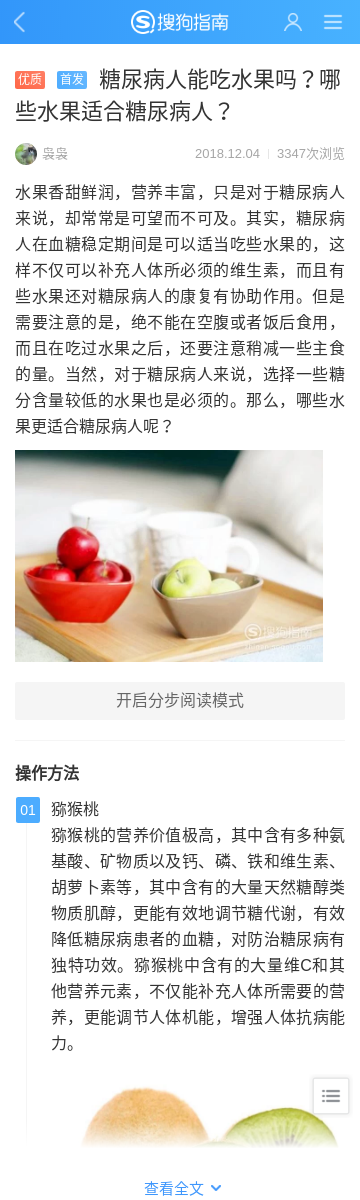 搜狗指南
优质 首发 糖尿病人能吃水果吗？哪
些水果适合糖尿病人？
袅袅 2018.12.04 3347次浏览
水果香甜鲜润，营养丰富，只是对于糖尿病人
来说，却常常是可望而不可及。其实，糖尿病
人在血糖稳定期间是可以适当吃些水果的，这
样不仅可以补充人体所必须的维生素，而且有
些水果还对糖尿病人的康复有协助作用。但是
需要注意的是，绝不能在空腹或者饭后食用，
而且在吃过水果之后，还要注意稍减一些主食
的量。当然，对于糖尿病人来说，选择一些糖
分含量较低的水果也是必须的。那么，哪些水
果更适合糖尿病人呢？
搜狗指南
开启分步阅读模式
操作方法
01 猕猴桃
猕猴桃的营养价值极高，其中含有多种氨
基酸、矿物质以及钙、磷、铁和维生素、
胡萝卜素等，其中含有的大量天然糖醇类
物质肌醇，更能有效地调节糖代谢，有效
降低糖尿病患者的血糖，对防治糖尿病有
独特功效。猕猴桃中含有的大量维C和其
他营养元素，不仅能补充人体所需要的营
养，更能调节人体机能，增强人体抗病能
力。
查看全文